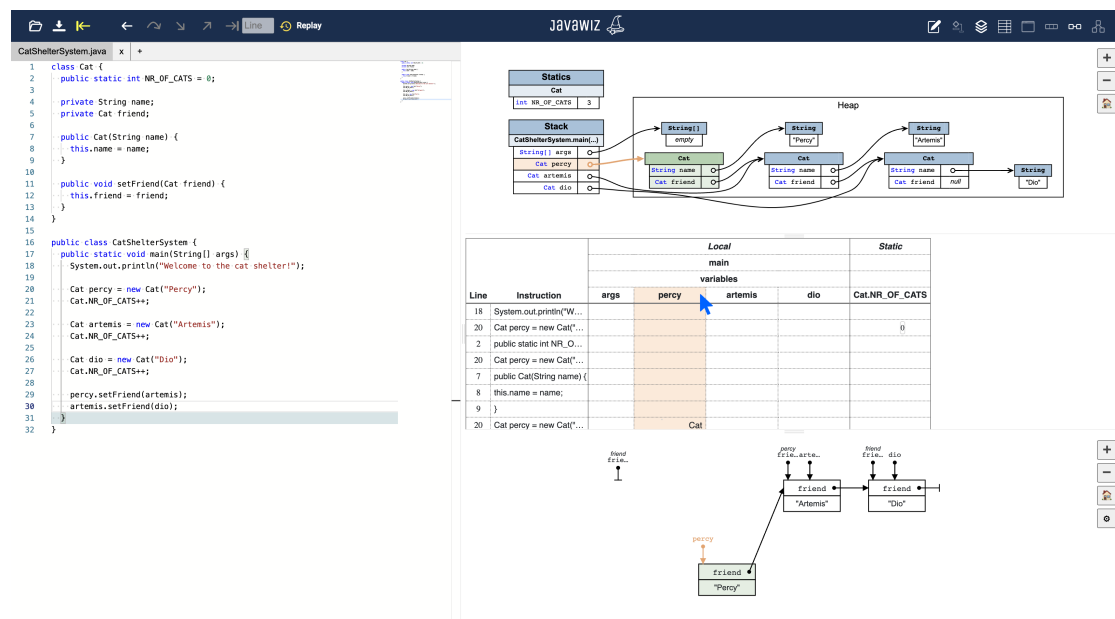 Line
Replay
JavaWiz
CatShelterSystem.java x +
1 class Cat {
2 public static int NR_OF_CATS = 0;
3
4 private String name;
5 private Cat friend;
6
7 public Cat(String name) {
8 this.name = name;
9 }
10
11 public void setFriend(Cat friend) {
12 this.friend = friend;
13 }
14 }
15
16 public class CatShelterSystem {
17 public static void main(String[] args) {
18 System.out.println("Welcome to the cat shelter!");
19
20 Cat percy = new Cat("Percy");
21 Cat.NR_OF_CATS++;
22
23 Cat artemis = new Cat("Artemis");
24 Cat.NR_OF_CATS++;
25
26 Cat dio = new Cat("Dio");
27 Cat.NR_OF_CATS++;
28
29 percy.setFriend(artemis);
30 artemis.setFriend(dio);
31 }
32 }
Statics
Cat
int NR_OF_CATS 3
Stack
CatShelterSystem.main(...)
String[] args
Cat percy
Cat artemis
Cat dio
Heap
String[]
empty
String
"Percy"
String
"Artemis"
Cat
String name
Cat friend
Cat
String name
Cat friend
Cat
String name
Cat friend null
String
"Dio"
Local Static
main
variables
Line Instruction args percy artemis dio Cat.NR_OF_CATS
18 System.out.println("W...
20 Cat percy = new Cat("... 0
2 public static int NR_O...
20 Cat percy = new Cat("...
7 public Cat(String name) {
8 this.name = name;
9 }
20 Cat percy = new Cat("... Cat
friend
frie…
percy
frie…arte…
friend
frie… dio
friend
"Artemis"
friend
"Dio"
percy
friend
"Percy"